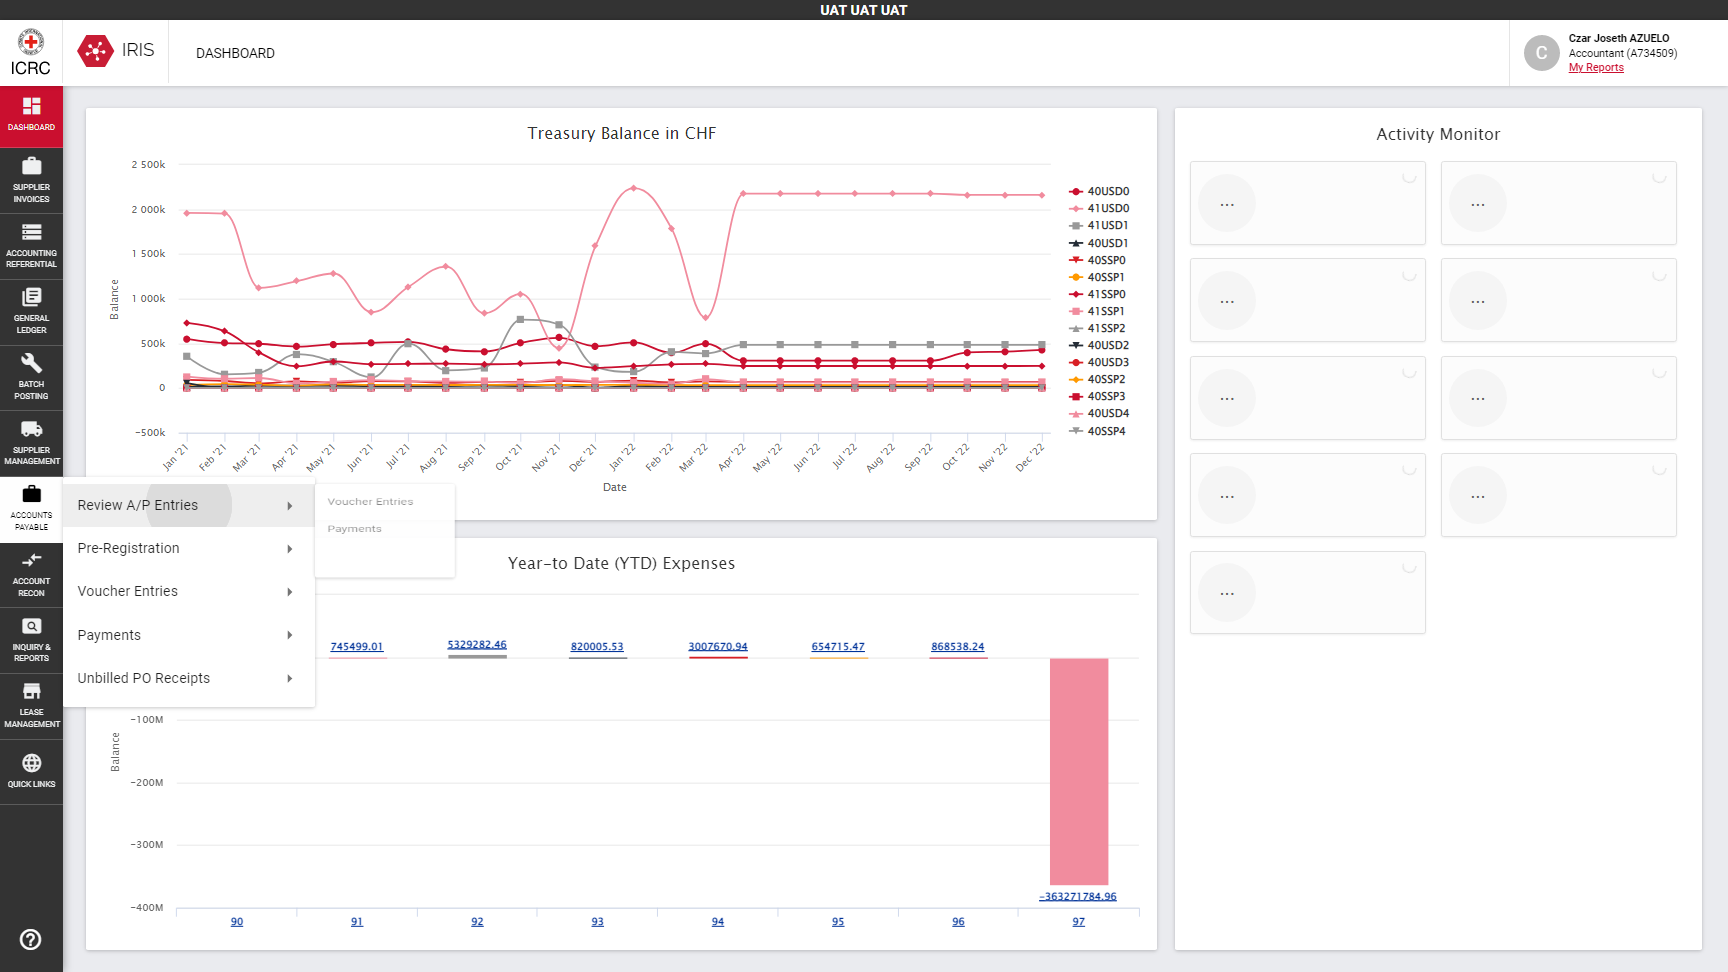 UAT UAT UAT
ICRC
IRIS
DASHBOARD
C
Czar Joseth AZUELO
Accountant (A734509)
My Reports
DASHBOARD
SUPPLIER
INVOICES
ACCOUNTING
REFERENTIAL
GENERAL
LEDGER
BATCH
POSTING
SUPPLIER
MANAGEMENT
ACCOUNTS
PAYABLE
ACCOUNT
RECON
INQUIRY &
REPORTS
LEASE
MANAGEMENT
QUICK LINKS
Treasury Balance in CHF
2 500k
2 000k
1 500k
1 000k
500k
0
-500k
Balance
Jan '21
Feb '21
Mar '21
Apr '21
May '21
Jun '21
Jul '21
Aug '21
Sep '21
Oct '21
Nov '21
Dec '21
Jan '22
Feb '22
Mar '22
Apr '22
May '22
Jun '22
Jul '22
Aug '22
Sep '22
Oct '22
Nov '22
Dec '22
Date
40USD0
41USD0
41USD1
40USD1
40SSP0
40SSP1
41SSP0
41SSP1
41SSP2
40USD2
40USD3
40SSP2
40SSP3
40USD4
40SSP4
Review A/P Entries
Pre-Registration
Voucher Entries
Payments
Unbilled PO Receipts
Voucher Entries
Payments
Year-to Date (YTD) Expenses
745499.01
5329282.46
820005.53
3007670.94
654715.47
868538.24
-363271784.96
-100M
-200M
-300M
-400M
Balance
90
91
92
93
94
95
96
97
Activity Monitor
...
...
...
...
...
...
...
...
...